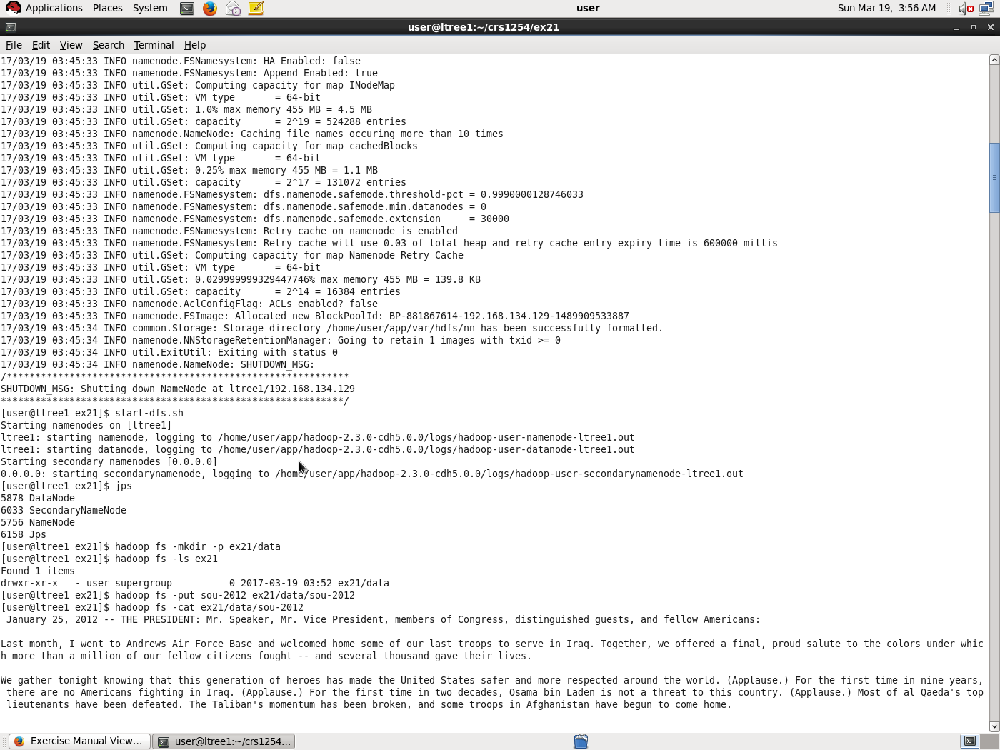 Applications Places System
user
Sun Mar 19, 3:56 AM
user@ltree1:~/crs1254/ex21
File Edit View Search Terminal Help
17/03/19 03:45:33 INFO namenode.FSNamesystem: HA Enabled: false
17/03/19 03:45:33 INFO namenode.FSNamesystem: Append Enabled: true
17/03/19 03:45:33 INFO util.GSet: Computing capacity for map INodeMap
17/03/19 03:45:33 INFO util.GSet: VM type       = 64-bit
17/03/19 03:45:33 INFO util.GSet: 1.0% max memory 455 MB = 4.5 MB
17/03/19 03:45:33 INFO util.GSet: capacity      = 2^19 = 524288 entries
17/03/19 03:45:33 INFO namenode.NameNode: Caching file names occuring more than 10 times
17/03/19 03:45:33 INFO util.GSet: Computing capacity for map cachedBlocks
17/03/19 03:45:33 INFO util.GSet: VM type       = 64-bit
17/03/19 03:45:33 INFO util.GSet: 0.25% max memory 455 MB = 1.1 MB
17/03/19 03:45:33 INFO util.GSet: capacity      = 2^17 = 131072 entries
17/03/19 03:45:33 INFO namenode.FSNamesystem: dfs.namenode.safemode.threshold-pct = 0.9990000128746033
17/03/19 03:45:33 INFO namenode.FSNamesystem: dfs.namenode.safemode.min.datanodes = 0
17/03/19 03:45:33 INFO namenode.FSNamesystem: dfs.namenode.safemode.extension     = 30000
17/03/19 03:45:33 INFO namenode.FSNamesystem: Retry cache on namenode is enabled
17/03/19 03:45:33 INFO namenode.FSNamesystem: Retry cache will use 0.03 of total heap and retry cache entry expiry time is 600000 millis
17/03/19 03:45:33 INFO util.GSet: Computing capacity for map Namenode Retry Cache
17/03/19 03:45:33 INFO util.GSet: VM type       = 64-bit
17/03/19 03:45:33 INFO util.GSet: 0.029999999329447746% max memory 455 MB = 139.8 KB
17/03/19 03:45:33 INFO util.GSet: capacity      = 2^14 = 16384 entries
17/03/19 03:45:33 INFO namenode.AclConfigFlag: ACLs enabled? false
17/03/19 03:45:33 INFO namenode.FSImage: Allocated new BlockPoolId: BP-881867614-192.168.134.129-1489909533887
17/03/19 03:45:34 INFO common.Storage: Storage directory /home/user/app/var/hdfs/nn has been successfully formatted.
17/03/19 03:45:34 INFO namenode.NNStorageRetentionManager: Going to retain 1 images with txid >= 0
17/03/19 03:45:34 INFO util.ExitUtil: Exiting with status 0
17/03/19 03:45:34 INFO namenode.NameNode: SHUTDOWN_MSG:
/************************************************************
SHUTDOWN_MSG: Shutting down NameNode at ltree1/192.168.134.129
************************************************************/
[user@ltree1 ex21]$ start-dfs.sh
Starting namenodes on [ltree1]
ltree1: starting namenode, logging to /home/user/app/hadoop-2.3.0-cdh5.0.0/logs/hadoop-user-namenode-ltree1.out
ltree1: starting datanode, logging to /home/user/app/hadoop-2.3.0-cdh5.0.0/logs/hadoop-user-datanode-ltree1.out
Starting secondary namenodes [0.0.0.0]
0.0.0.0: starting secondarynamenode, logging to /home/user/app/hadoop-2.3.0-cdh5.0.0/logs/hadoop-user-secondarynamenode-ltree1.out
[user@ltree1 ex21]$ jps
5878 DataNode
6033 SecondaryNameNode
5756 NameNode
6158 Jps
[user@ltree1 ex21]$ hadoop fs -mkdir -p ex21/data
[user@ltree1 ex21]$ hadoop fs -ls ex21
Found 1 items
drwxr-xr-x   - user supergroup          0 2017-03-19 03:52 ex21/data
[user@ltree1 ex21]$ hadoop fs -put sou-2012 ex21/data/sou-2012
[user@ltree1 ex21]$ hadoop fs -cat ex21/data/sou-2012
January 25, 2012 -- THE PRESIDENT: Mr. Speaker, Mr. Vice President, members of Congress, distinguished guests, and fellow Americans:
Last month, I went to Andrews Air Force Base and welcomed home some of our last troops to serve in Iraq. Together, we offered a final, proud salute to the colors under whic
h more than a million of our fellow citizens fought -- and several thousand gave their lives.
We gather tonight knowing that this generation of heroes has made the United States safer and more respected around the world. (Applause.) For the first time in nine years,
there are no Americans fighting in Iraq. (Applause.) For the first time in two decades, Osama bin Laden is not a threat to this country. (Applause.) Most of al Qaeda's top
lieutenants have been defeated. The Taliban's momentum has been broken, and some troops in Afghanistan have begun to come home.
Exercise Manual View...
user@ltree1:~/crs1254...